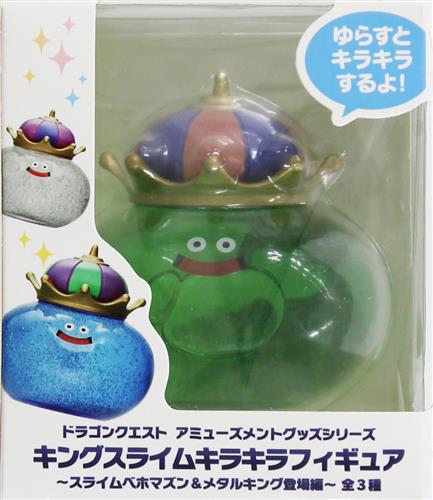 ゆらすと
キラキラ
するよ!
ドラゴンクエスト アミューズメントグッズシリーズ
キングスライムキラキラフィギュア
～スライムベホマズン&メタルキング登場編～ 全3種